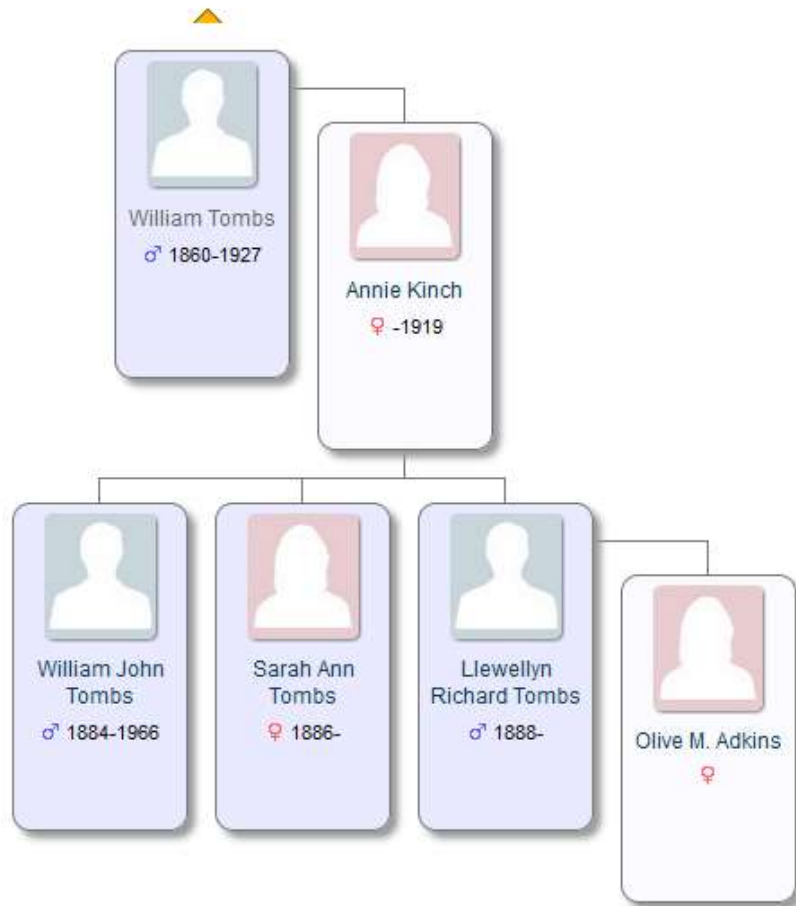 William Tombs
♂ 1860-1927
Annie Kinch
♀ -1919
William John
Tombs
♂ 1884-1966
Sarah Ann
Tombs
♀ 1886-
Llewellyn
Richard Tombs
♂ 1888-
Olive M. Adkins
♀